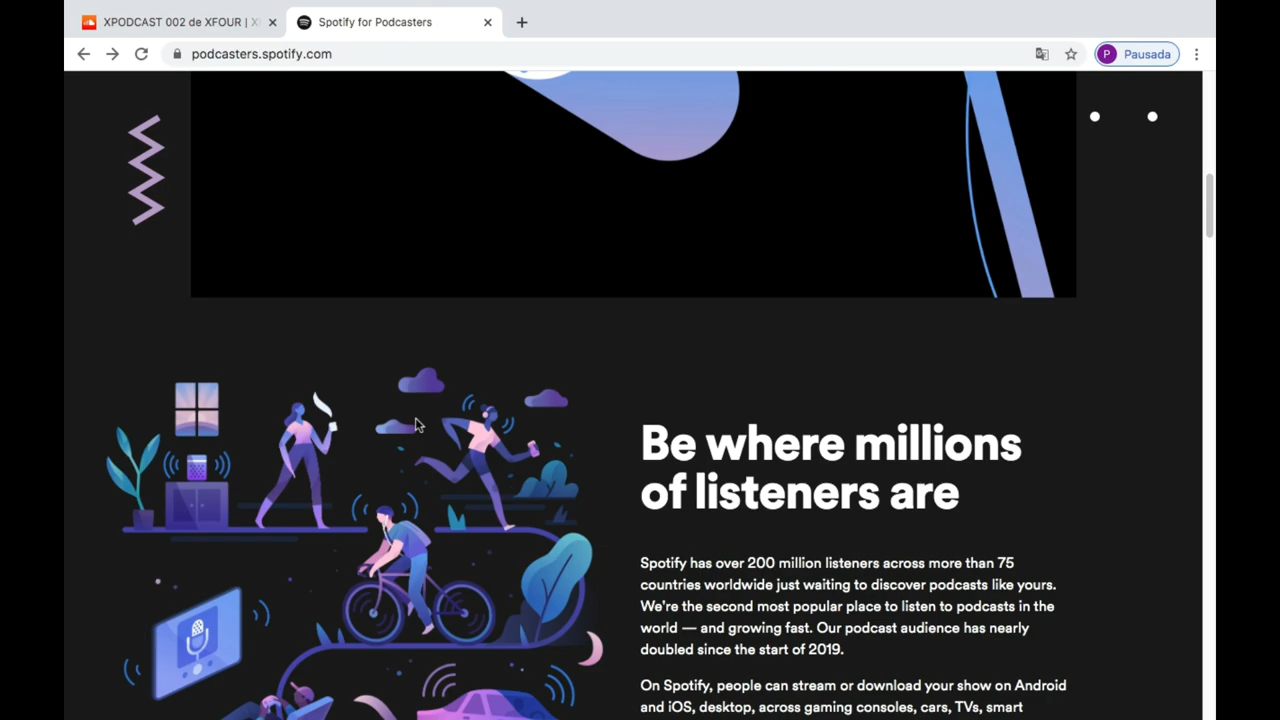 XPODCAST 002 de XFOUR | X
Spotify for Podcasters
podcasters.spotify.com
P Pausada
Be where millions
of listeners are
Spotify has over 200 million listeners across more than 75
countries worldwide just waiting to discover podcasts like yours.
We're the second most popular place to listen to podcasts in the
world — and growing fast. Our podcast audience has nearly
doubled since the start of 2019.
On Spotify, people can stream or download your show on Android
and iOS, desktop, across gaming consoles, cars, TVs, smart